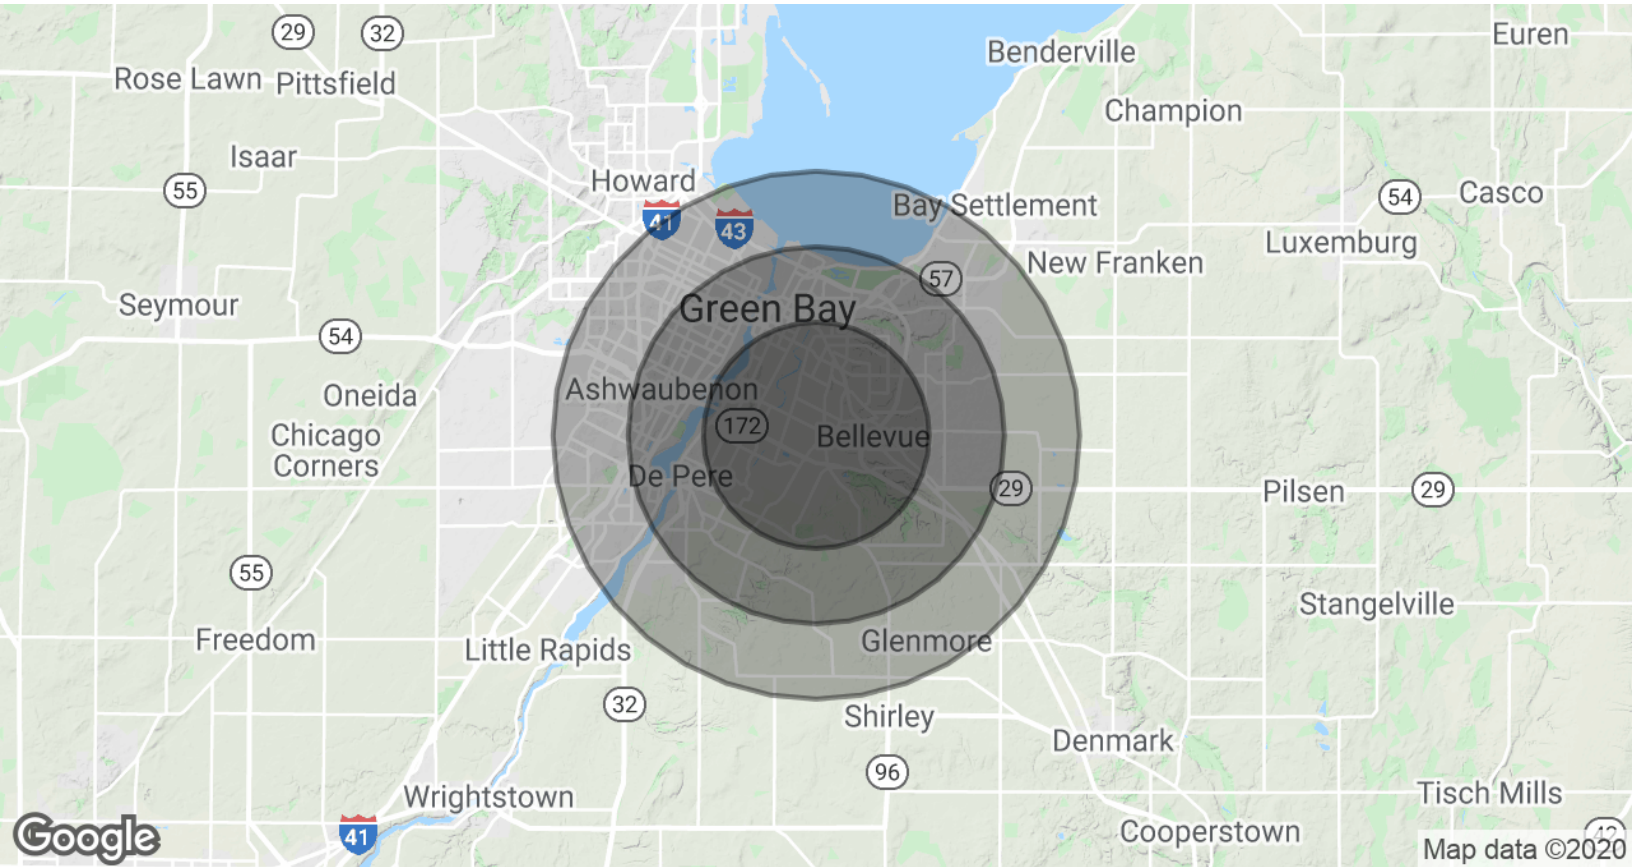 29
32
Benderville
Euren
Rose Lawn
Pittsfield
Champion
Isaar
Howard
55
54
Casco
Bay Settlement
41
43
Luxemburg
New Franken
57
Seymour
Green Bay
54
Oneida
Ashwaubenon
172
Bellevue
Chicago
Corners
De Pere
29
Pilsen
29
55
Stangelville
Freedom
Little Rapids
Glenmore
32
Shirley
Denmark
96
Wrightstown
Tisch Mills
Google
41
Cooperstown
42
Map data ©2020